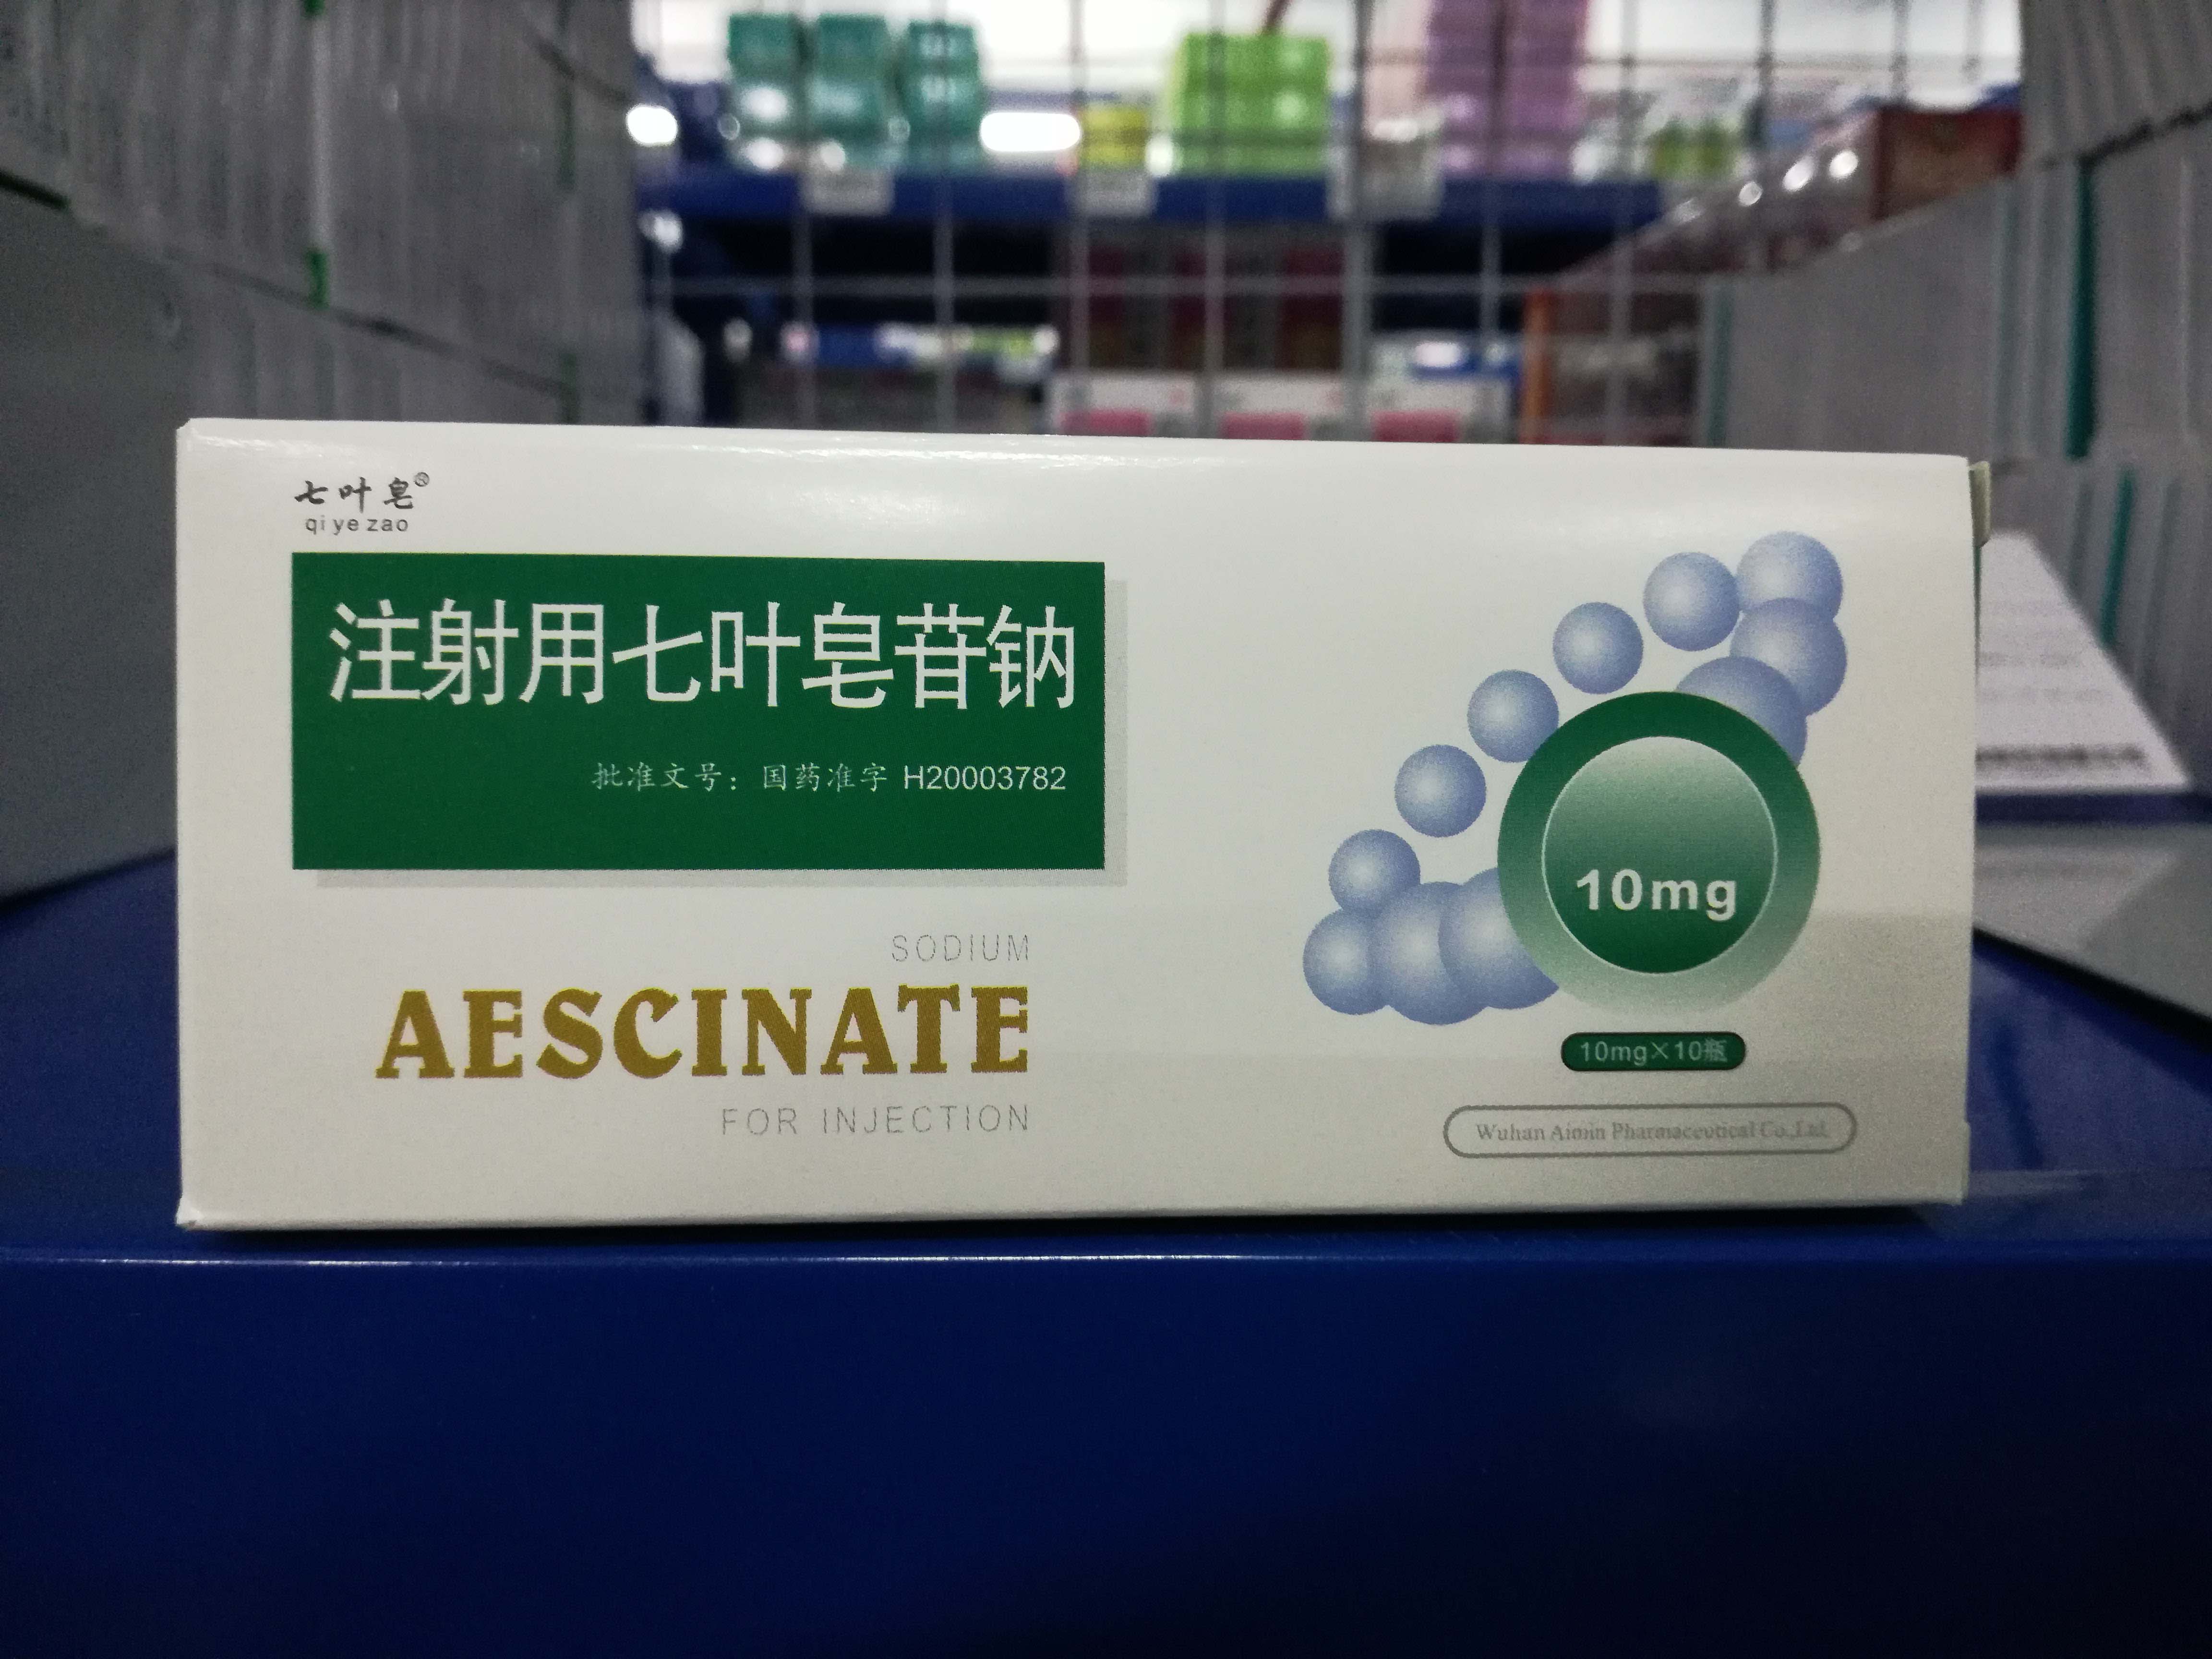 七叶皂®
qi ye zao
注射用七叶皂苷钠
批准文号：国药准字 H20003782
SODIUM
AESCINATE
FOR INJECTION
10mg
10mg×10瓶
Wuhan Aimin Pharmaceutical Co.,Ltd.